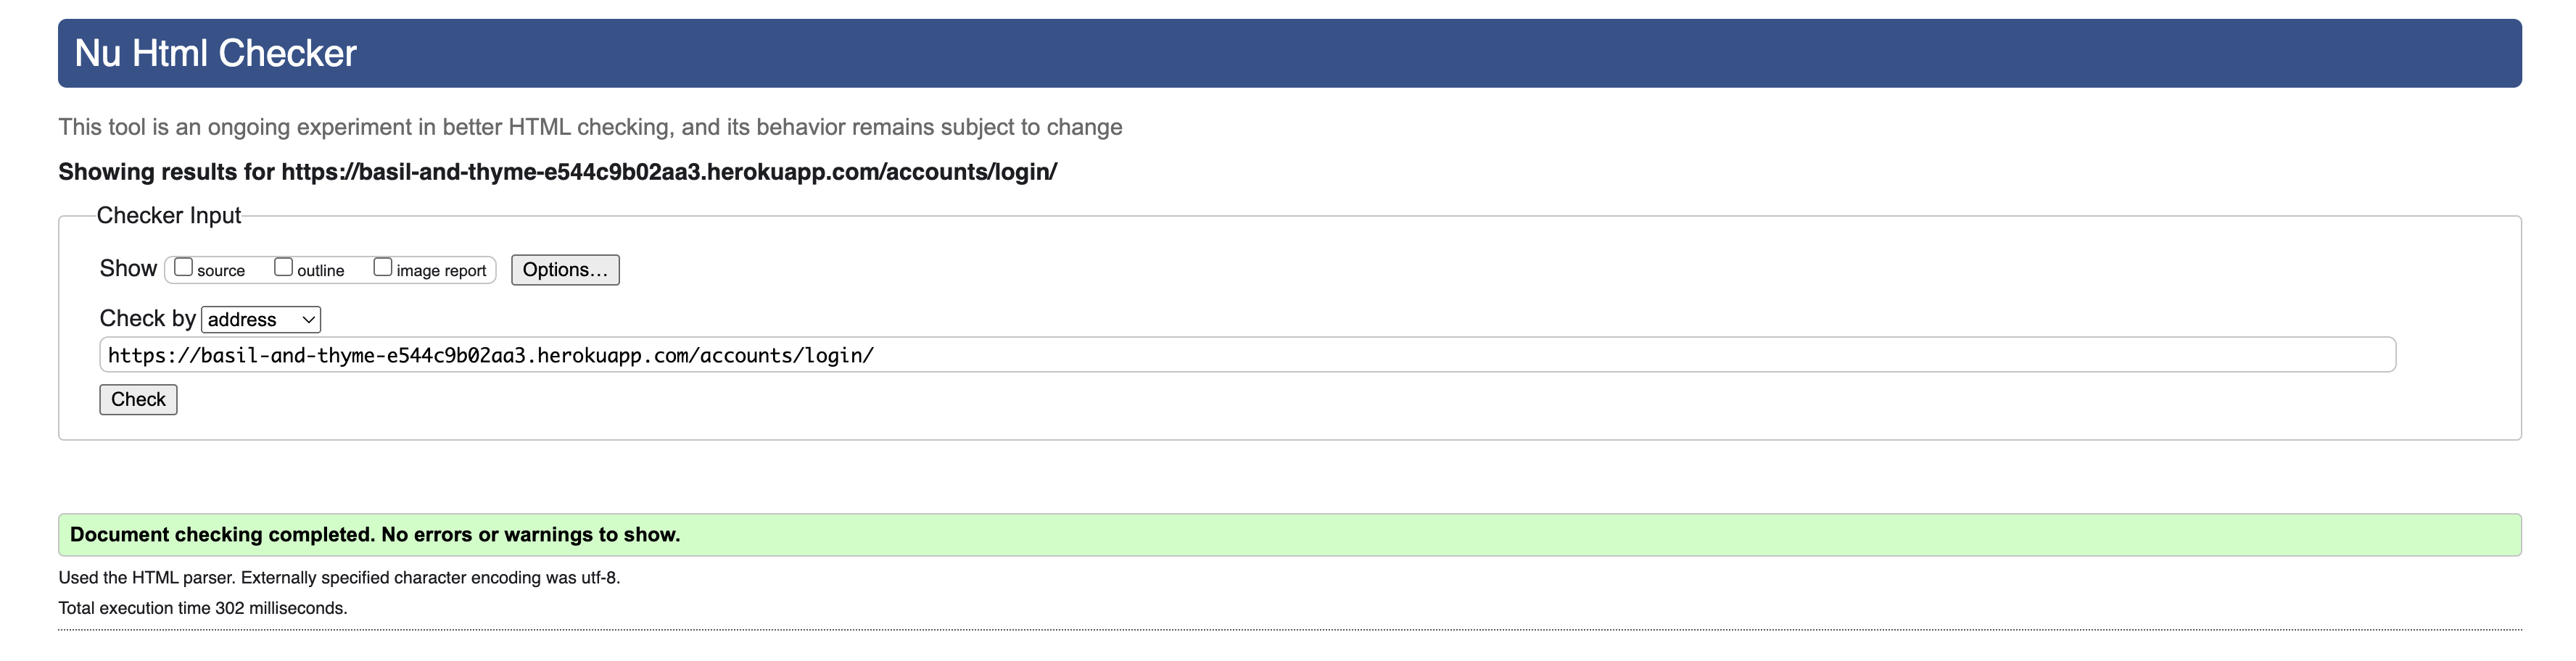 Nu Html Checker
This tool is an ongoing experiment in better HTML checking, and its behavior remains subject to change
Showing results for https://basil-and-thyme-e544c9b02aa3.herokuapp.com/accounts/login/
Checker Input
Show source outline image report Options...
Check by address
https://basil-and-thyme-e544c9b02aa3.herokuapp.com/accounts/login/
Check
Document checking completed. No errors or warnings to show.
Used the HTML parser. Externally specified character encoding was utf-8.
Total execution time 302 milliseconds.